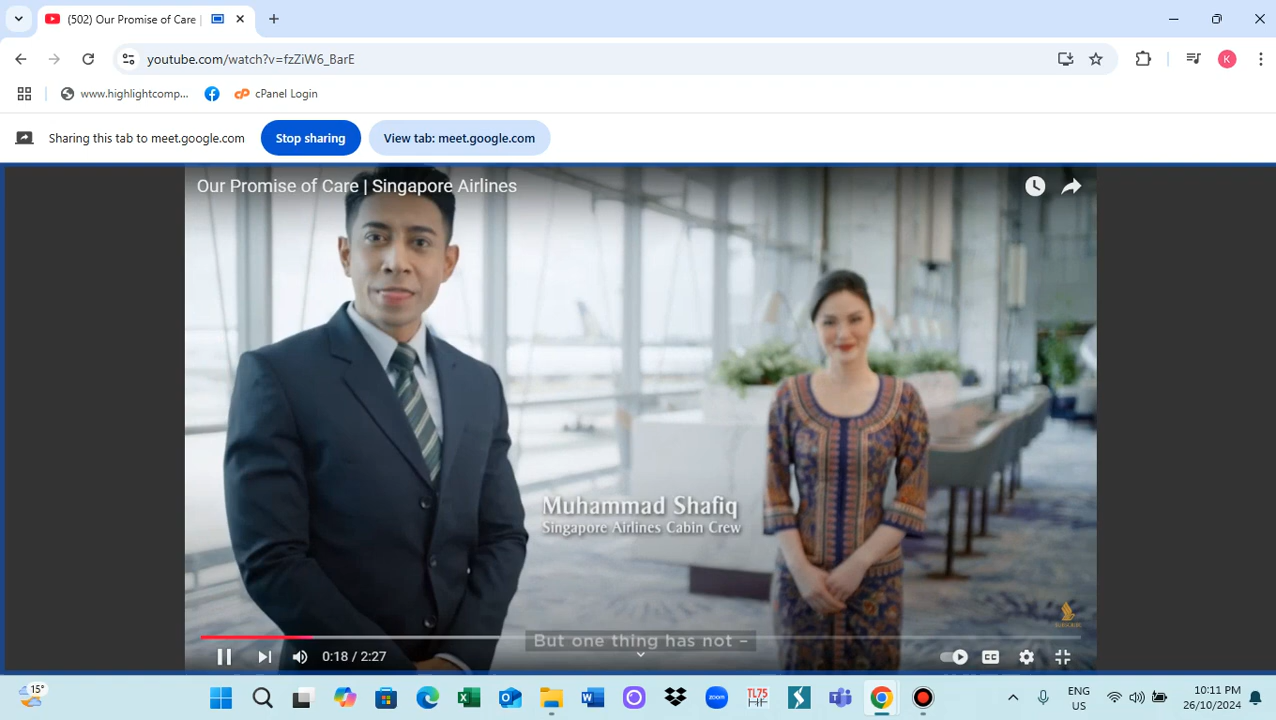 (502) Our Promise of Care |
youtube.com/watch?v=fzZiW6_BarE
K
www.highlightcomp...
cPanel Login
Sharing this tab to meet.google.com
Stop sharing
View tab: meet.google.com
Our Promise of Care | Singapore Airlines
Muhammad Shafiq
Singapore Airlines Cabin Crew
But one thing has not –
0:18 / 2:27
CC
15°
zoom
TL75
ENG
US
10:11 PM
26/10/2024